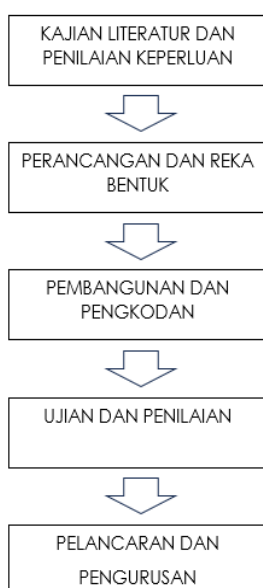 KAJIAN LITERATUR DAN
PENILAIAN KEPERLUAN
PERANCANGAN DAN REKA
BENTUK
PEMBANGUNAN DAN
PENGKODAN
UJIAN DAN PENILAIAN
PELANCARAN DAN
PENGURUSAN